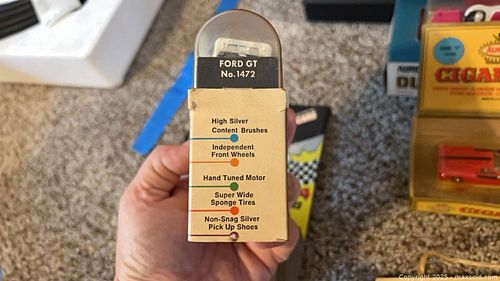 FORD GT
No.1472
High Silver
Content Brushes
Independent
Front Wheels
Hand Tuned Motor
Super Wide
Sponge Tires
Non-Snag Silver
Pick Up Shoes
CIGA
Copyright 2025 - maxsold.com